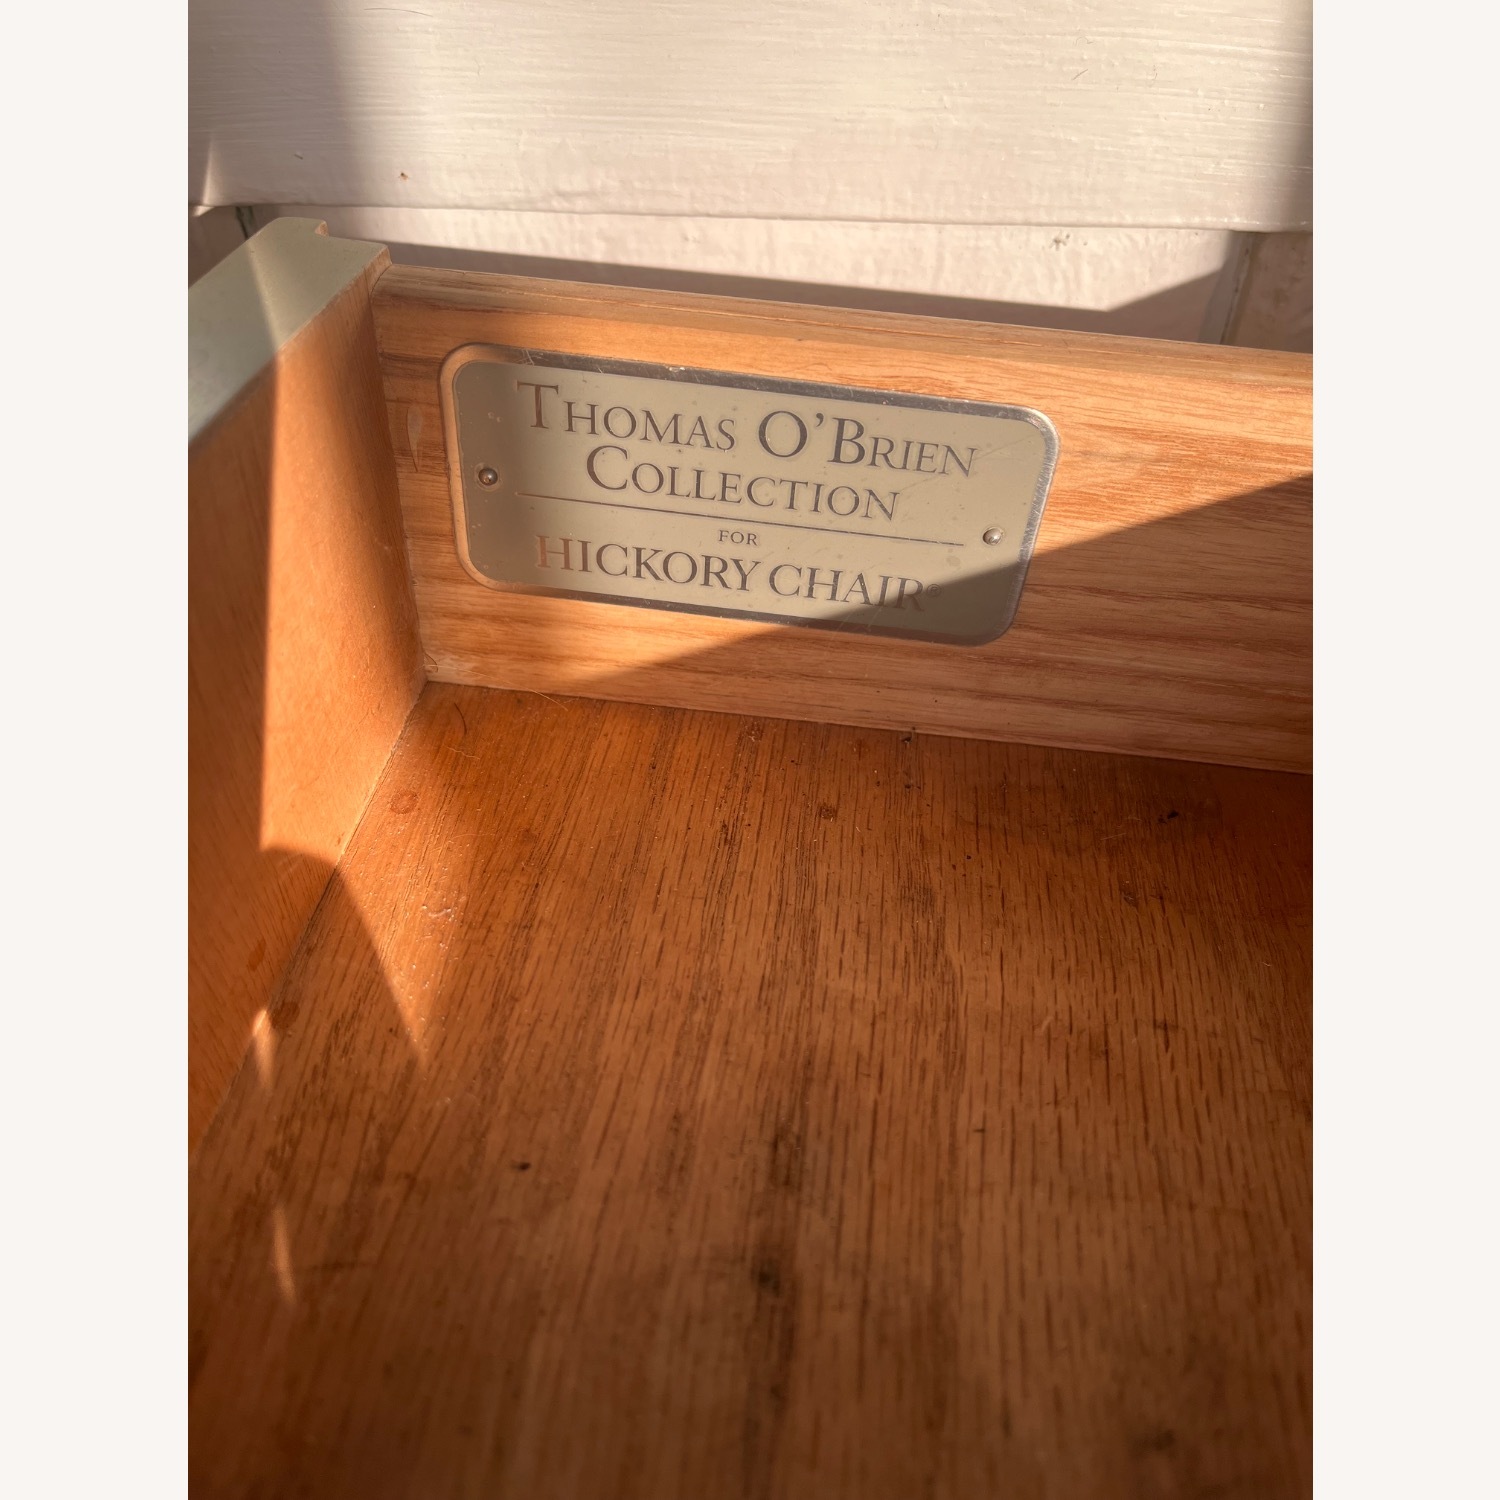 THOMAS O'BRIEN
COLLECTION
FOR
HICKORY CHAIR®